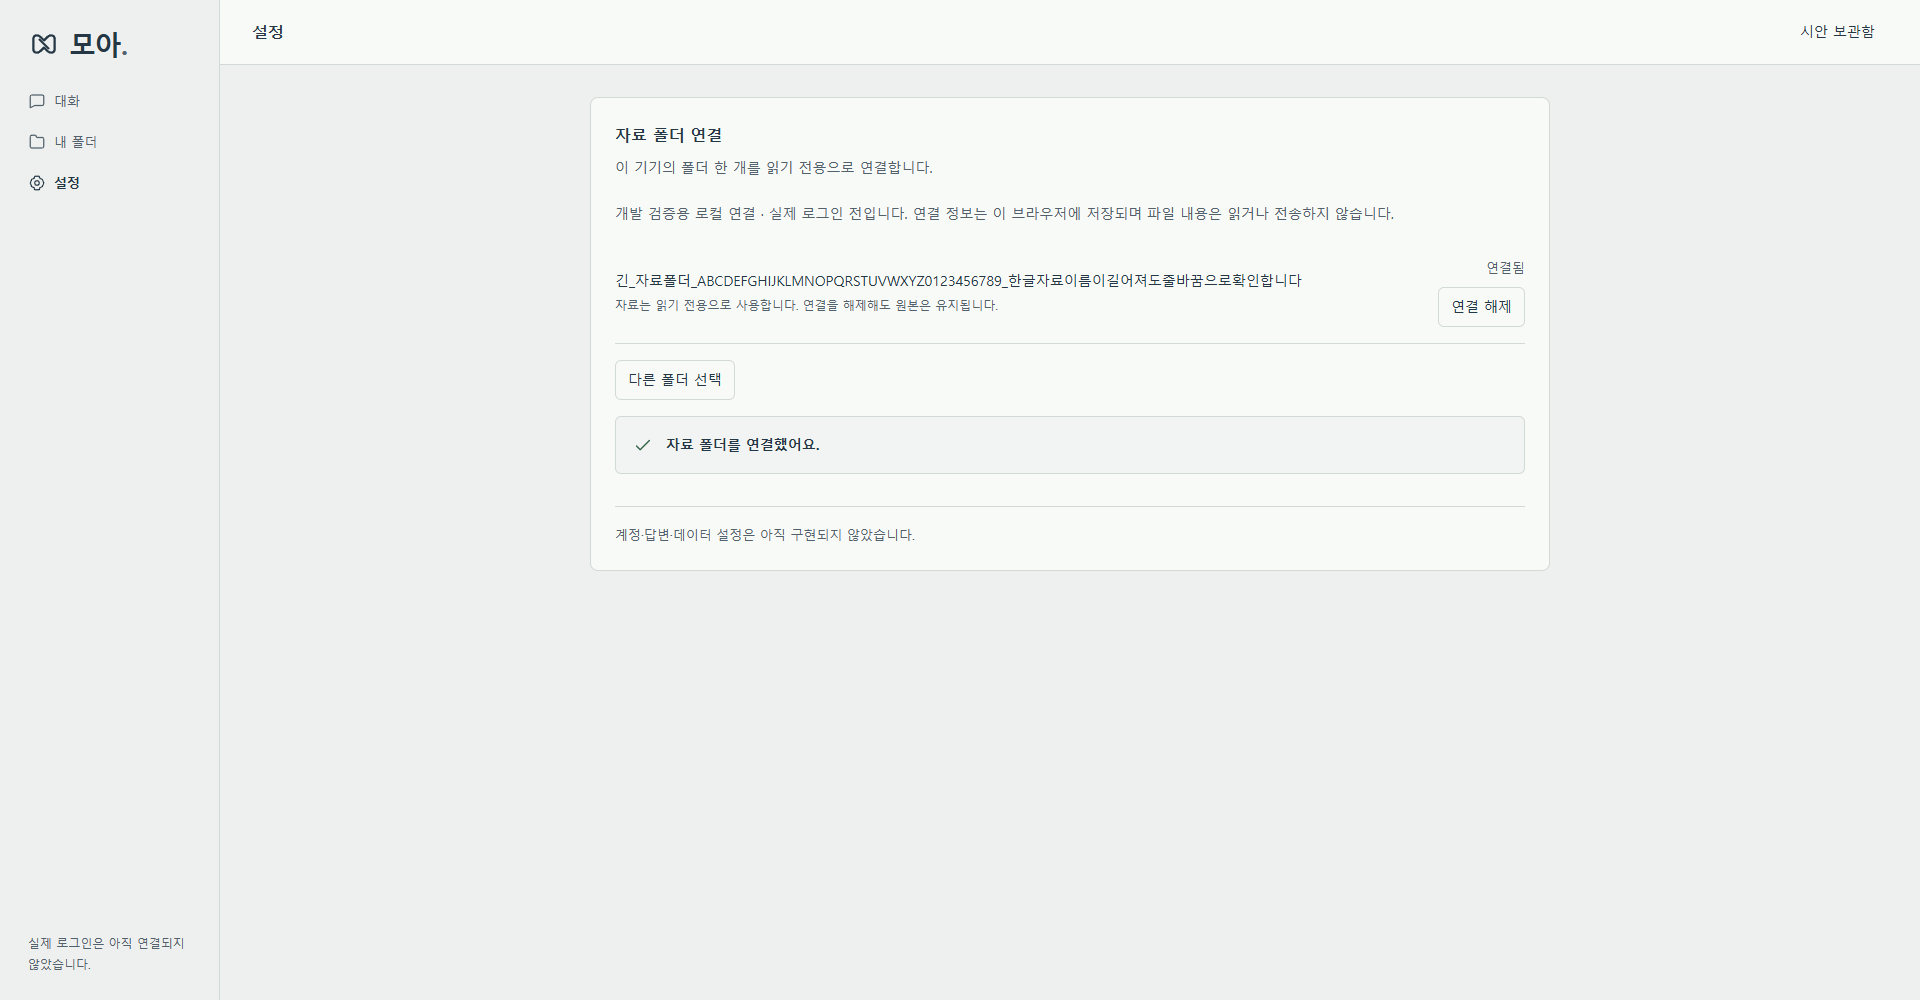 모아.
대화
내 폴더
설정
실제 로그인은 아직 연결되지
않았습니다.
설정
시안 보관함
자료 폴더 연결
이 기기의 폴더 한 개를 읽기 전용으로 연결합니다.
개발 검증용 로컬 연결 · 실제 로그인 전입니다. 연결 정보는 이 브라우저에 저장되며 파일 내용은 읽거나 전송하지 않습니다.
긴_자료폴더_ABCDEFGHIJKLMNOPQRSTUVWXYZ0123456789_한글자료이름이길어져도줄바꿈으로확인합니다
자료는 읽기 전용으로 사용합니다. 연결을 해제해도 원본은 유지됩니다.
연결됨
연결 해제
다른 폴더 선택
자료 폴더를 연결했어요.
계정·답변·데이터 설정은 아직 구현되지 않았습니다.